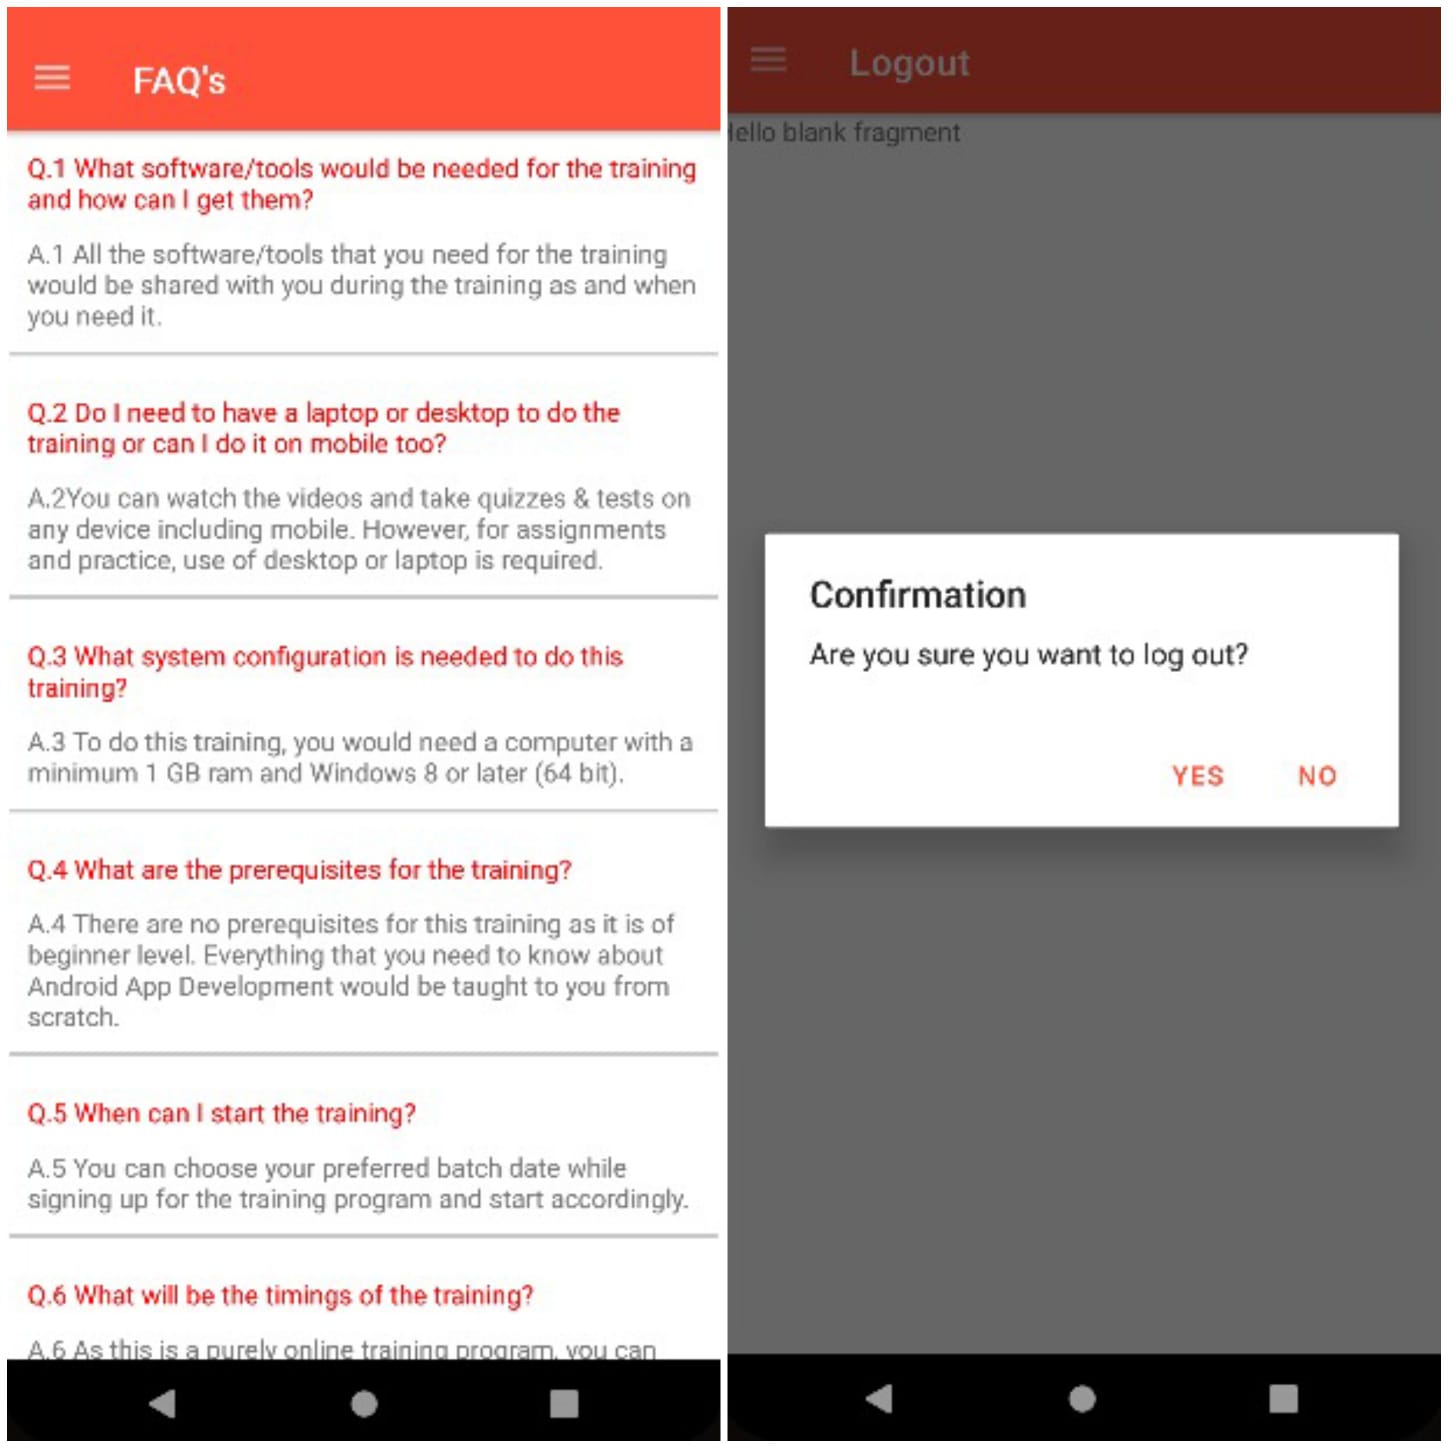 FAQ's
Q.1 What software/tools would be needed for the training
and how can I get them?
A.1 All the software/tools that you need for the training
would be shared with you during the training as and when
you need it.
Q.2 Do I need to have a laptop or desktop to do the
training or can I do it on mobile too?
A.2You can watch the videos and take quizzes & tests on
any device including mobile. However, for assignments
and practice, use of desktop or laptop is required.
Q.3 What system configuration is needed to do this
training?
A.3 To do this training, you would need a computer with a
minimum 1 GB ram and Windows 8 or later (64 bit).
Q.4 What are the prerequisites for the training?
A.4 There are no prerequisites for this training as it is of
beginner level. Everything that you need to know about
Android App Development would be taught to you from
scratch.
Q.5 When can I start the training?
A.5 You can choose your preferred batch date while
signing up for the training program and start accordingly.
Q.6 What will be the timings of the training?
A.6 As this is a purely online training program, you can
Logout
Hello blank fragment
Confirmation
Are you sure you want to log out?
YES NO